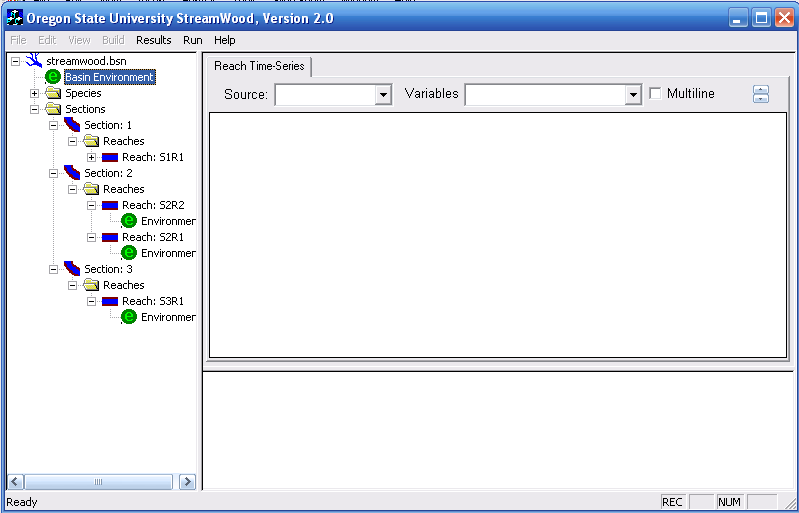 Oregon State University StreamWood, Version 2.0
File Edit View Build Results Run Help
streamwood.bsn
Basin Environment
Species
Sections
Section: 1
Reaches
Reach: S1R1
Section: 2
Reaches
Reach: S2R2
Environmer
Reach: S2R1
Environmer
Section: 3
Reaches
Reach: S3R1
Environmer
Reach Time-Series
Source: Variables Multiline
Ready REC NUM